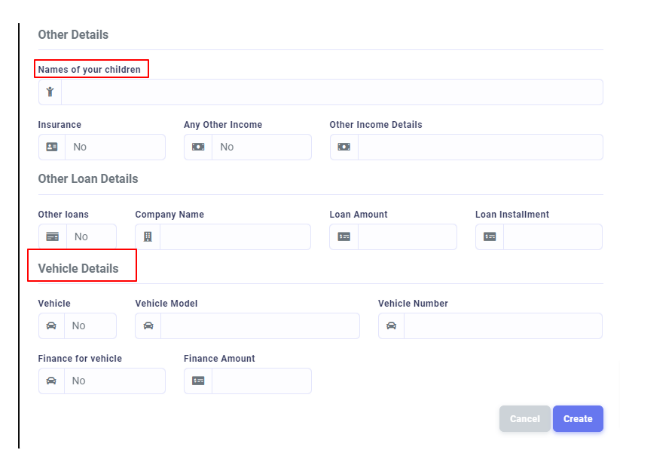 Other Details
Names of your children
Insurance Any Other Income Other Income Details
No No
Other Loan Details
Other loans Company Name Loan Amount Loan Installment
No
Vehicle Details
Vehicle Vehicle Model Vehicle Number
No
Finance for vehicle Finance Amount
No
Cancel Create